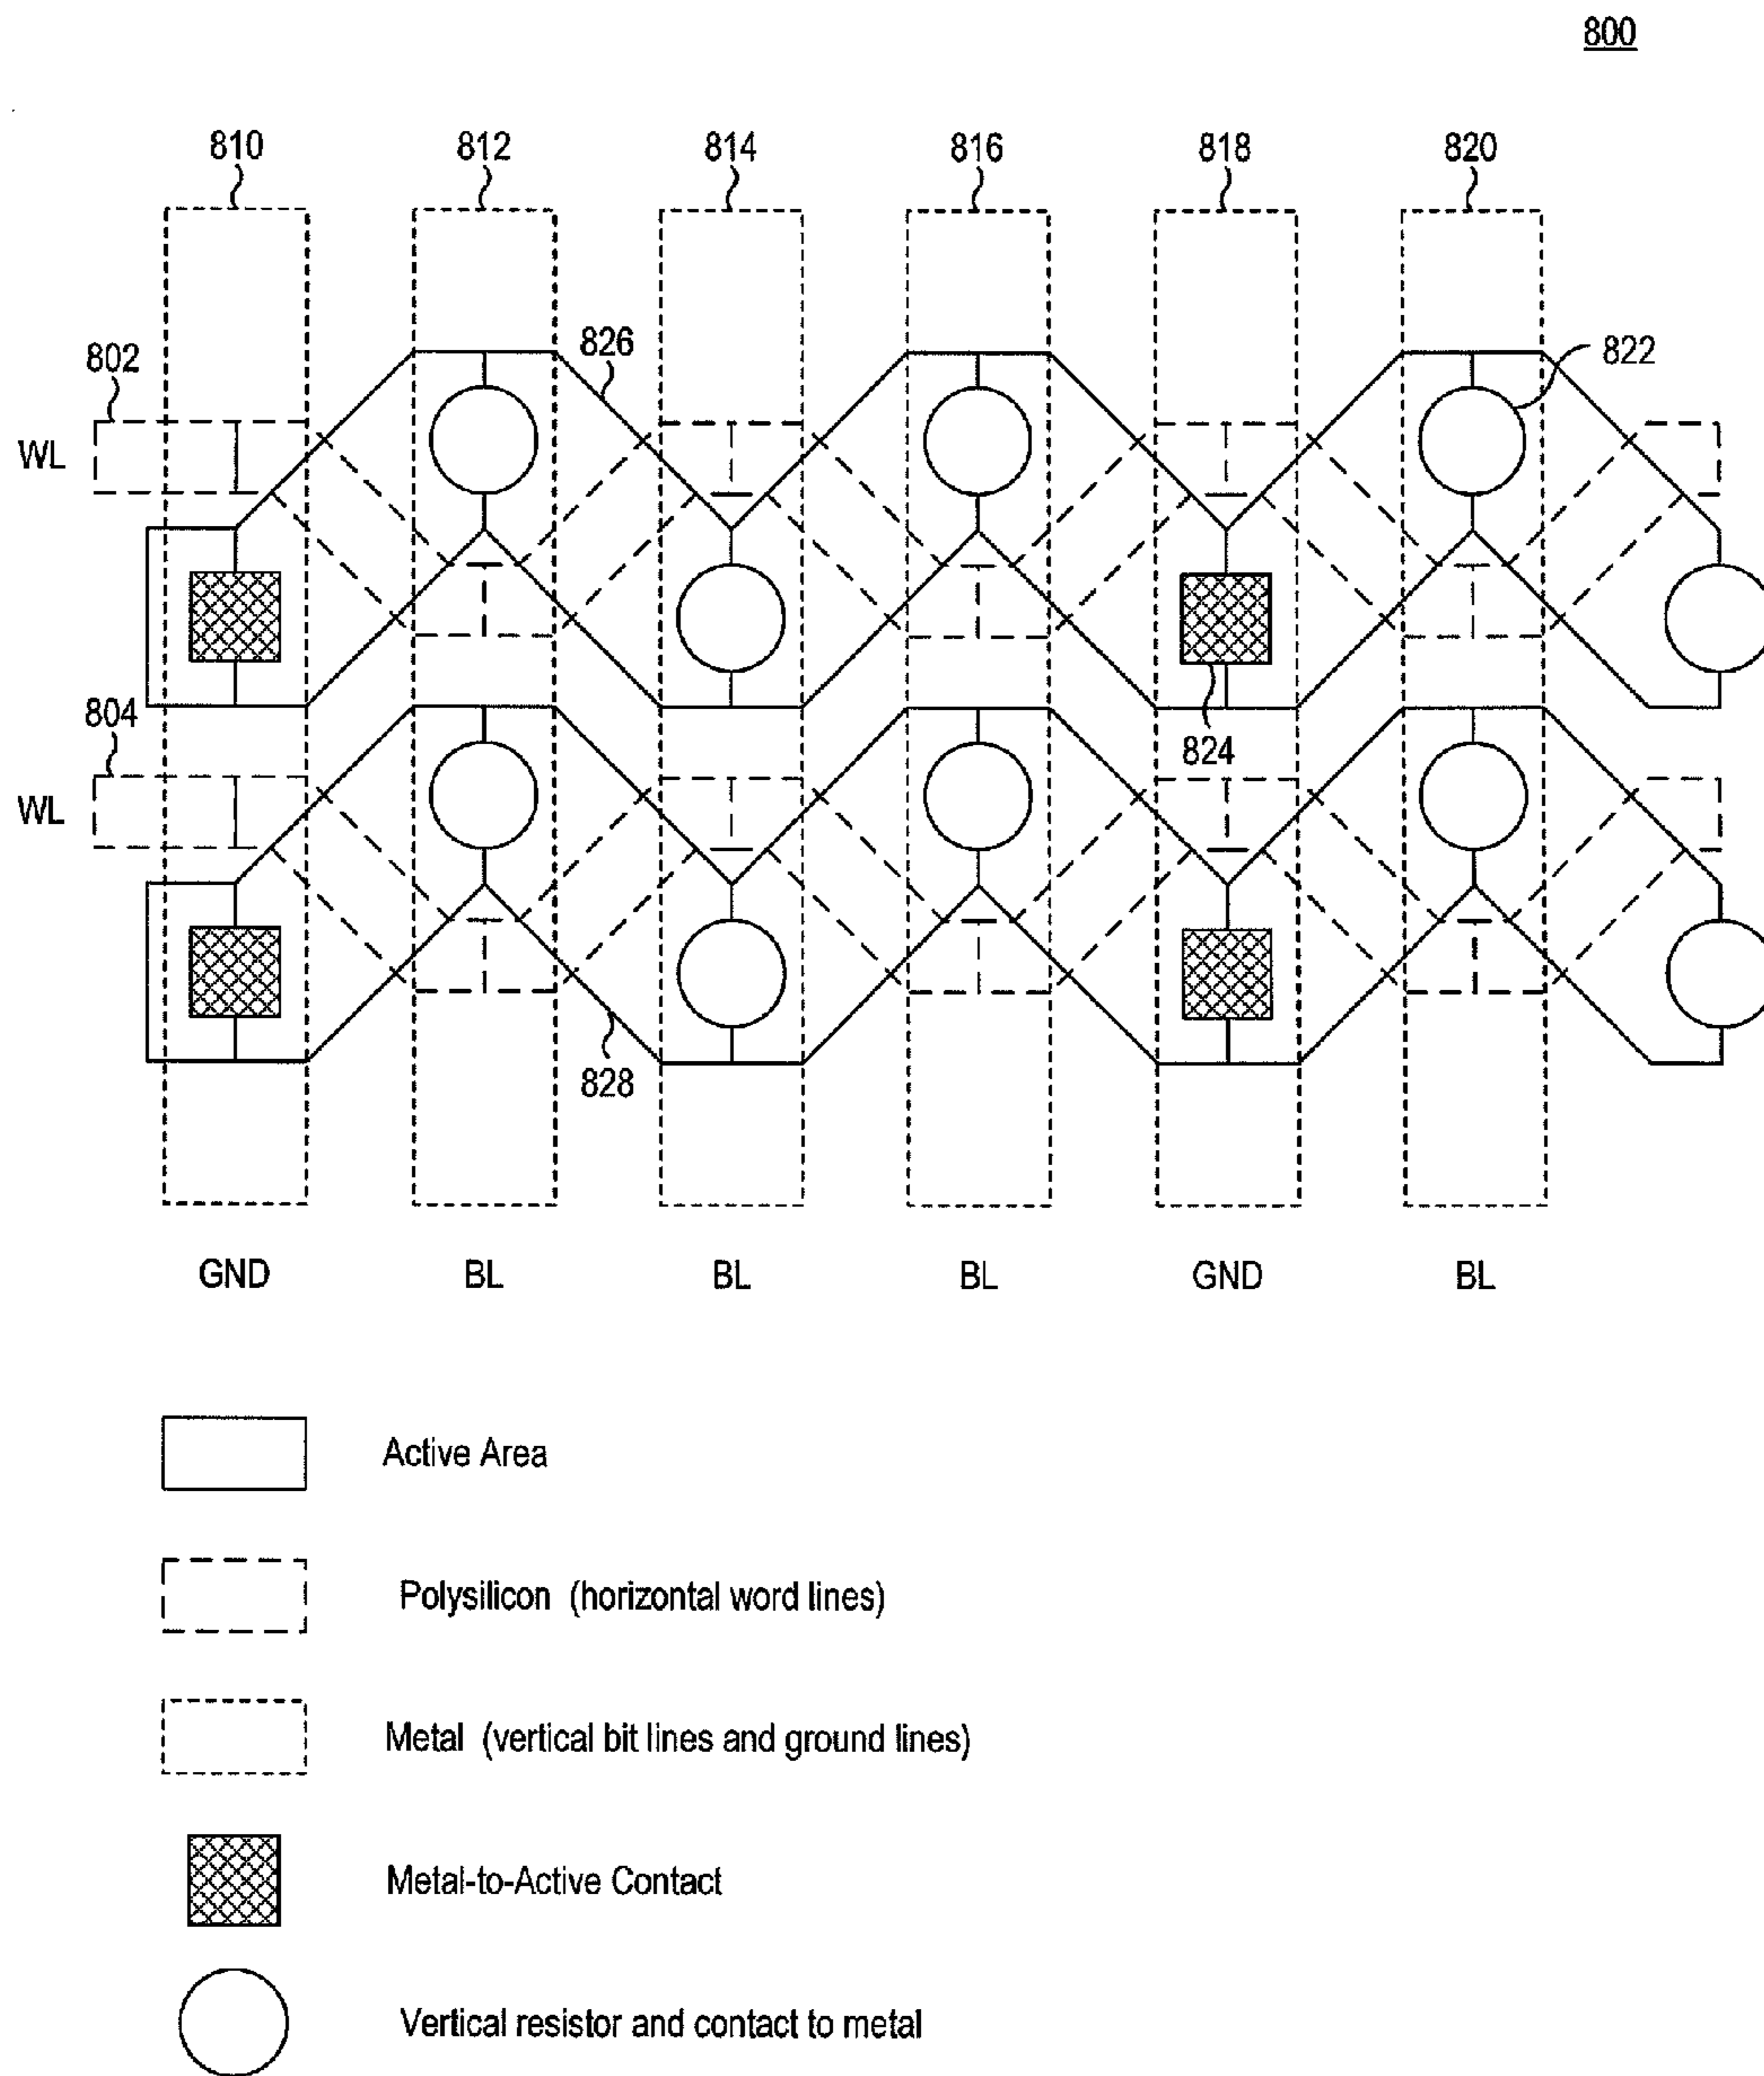 800
810 812 814 816 818 820
826
822
802
WL
804
824
WL
828
GND BL BL BL GND BL
Active Area
Polysilicon (horizontal word lines)
Metal (vertical bit lines and ground lines)
Metal-to-Active Contact
Vertical resistor and contact to metal